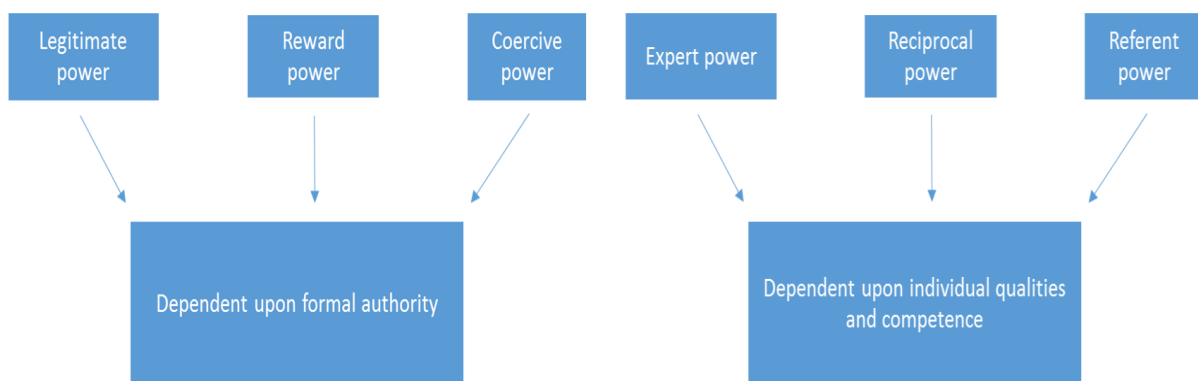 Legitimate
power
Reward
power
Coercive
power
Expert power
Reciprocal
power
Referent
power
Dependent upon formal authority
Dependent upon individual qualities
and competence